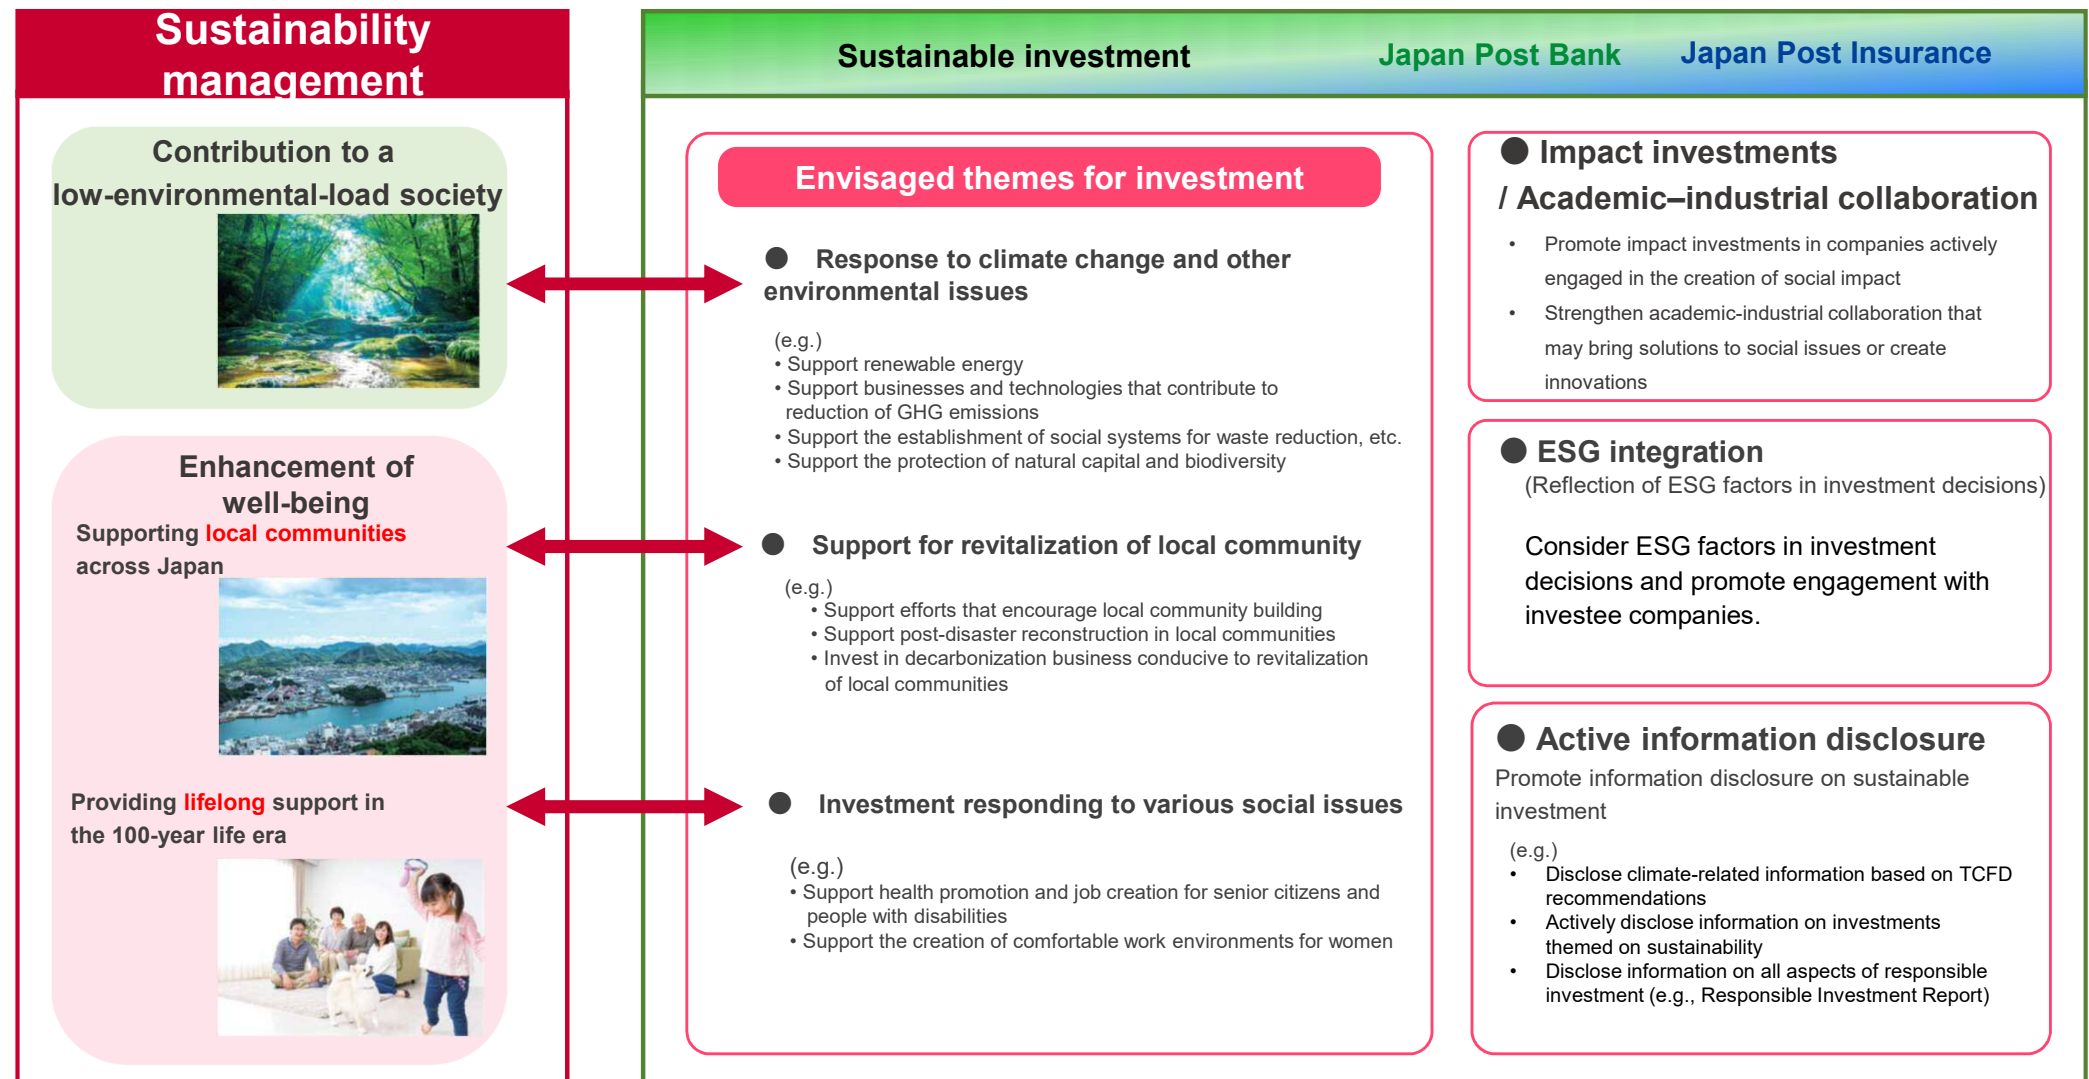 Sustainability
management
Contribution to a
low-environmental-load society
Enhancement of
well-being
Supporting local communities
across Japan
Providing lifelong support in
the 100-year life era
Sustainable investment
Japan Post Bank
Japan Post Insurance
Envisaged themes for investment
● Response to climate change and other
environmental issues
(e.g.)
• Support renewable energy
• Support businesses and technologies that contribute to
reduction of GHG emissions
• Support the establishment of social systems for waste reduction, etc.
• Support the protection of natural capital and biodiversity
● Support for revitalization of local community
(e.g.)
• Support efforts that encourage local community building
• Support post-disaster reconstruction in local communities
• Invest in decarbonization business conducive to revitalization
of local communities
● Investment responding to various social issues
(e.g.)
• Support health promotion and job creation for senior citizens and
people with disabilities
• Support the creation of comfortable work environments for women
● Impact investments
/ Academic–industrial collaboration
• Promote impact investments in companies actively
engaged in the creation of social impact
• Strengthen academic-industrial collaboration that
may bring solutions to social issues or create
innovations
● ESG integration
(Reflection of ESG factors in investment decisions)
Consider ESG factors in investment
decisions and promote engagement with
investee companies.
● Active information disclosure
Promote information disclosure on sustainable
investment
(e.g.)
• Disclose climate-related information based on TCFD
recommendations
• Actively disclose information on investments
themed on sustainability
• Disclose information on all aspects of responsible
investment (e.g., Responsible Investment Report)